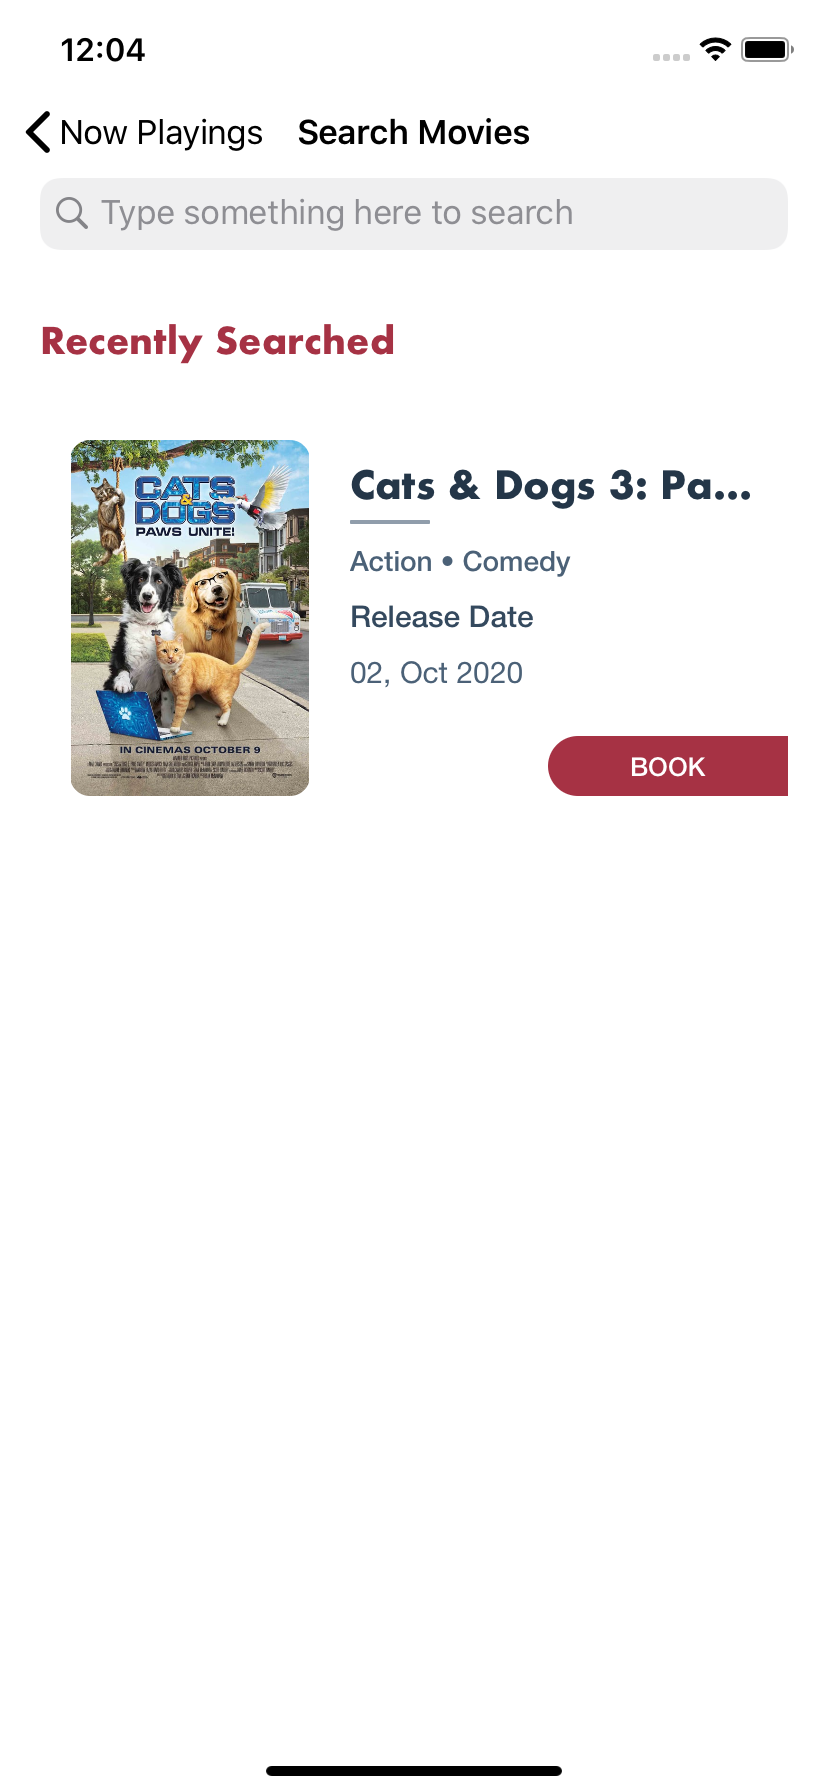 12:04
Now Playings
Search Movies
Type something here to search
Recently Searched
CATS
&
DOGS
PAWS UNITE!
IN CINEMAS OCTOBER 9
Cats & Dogs 3: Pa...
Action • Comedy
Release Date
02, Oct 2020
BOOK